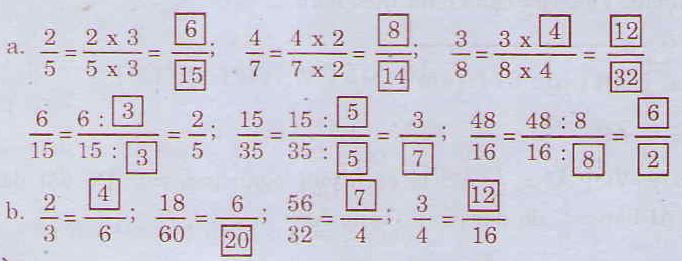 a. 2/5 = 2 x 3/5 x 3 = 6/15; 4/7 = 4 x 2/7 x 2 = 8/14; 3/8 = 3 x 4/8 x 4 = 12/32
6/15 = 6 : 3/15 : 3 = 2/5; 15/35 = 15 : 5/35 : 5 = 3/7; 48/16 = 48 : 8/16 : 8 = 6/2
b. 2/3 = 4/6; 18/60 = 6/20; 56/32 = 7/4; 3/4 = 12/16